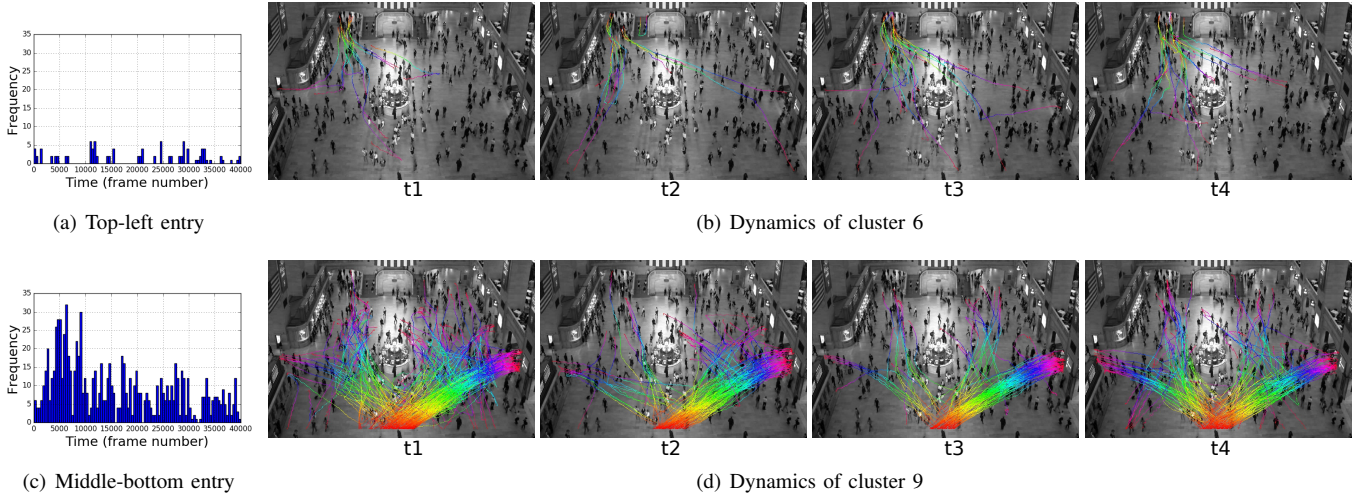 35
30
25
20
15
10
5
0
Frequency
0 5000 10000 15000 20000 25000 30000 35000 40000
Time (frame number)
t1 t2 t3 t4
(a) Top-left entry (b) Dynamics of cluster 6
35
30
25
20
15
10
5
0
Frequency
0 5000 10000 15000 20000 25000 30000 35000 40000
Time (frame number)
t1 t2 t3 t4
(c) Middle-bottom entry (d) Dynamics of cluster 9